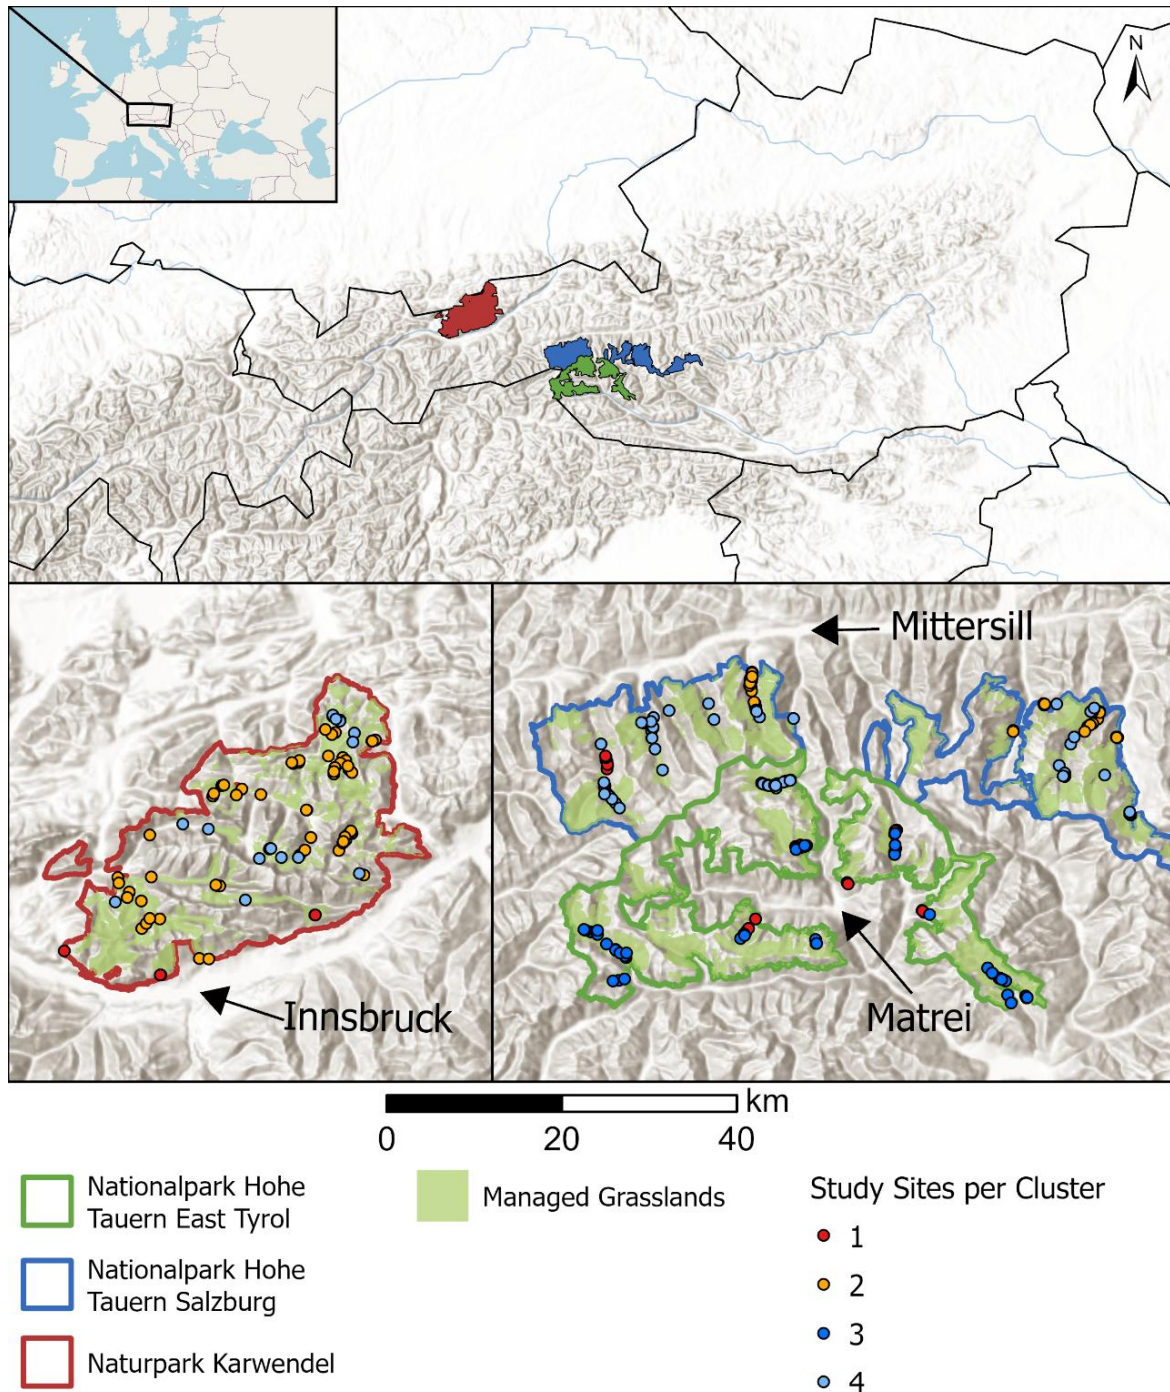 N
Mittersill
Innsbruck
Matrei
km
0 20 40
Nationalpark Hohe
Tauern East Tyrol
Nationalpark Hohe
Tauern Salzburg
Naturpark Karwendel
Managed Grasslands
Study Sites per Cluster
1
2
3
4